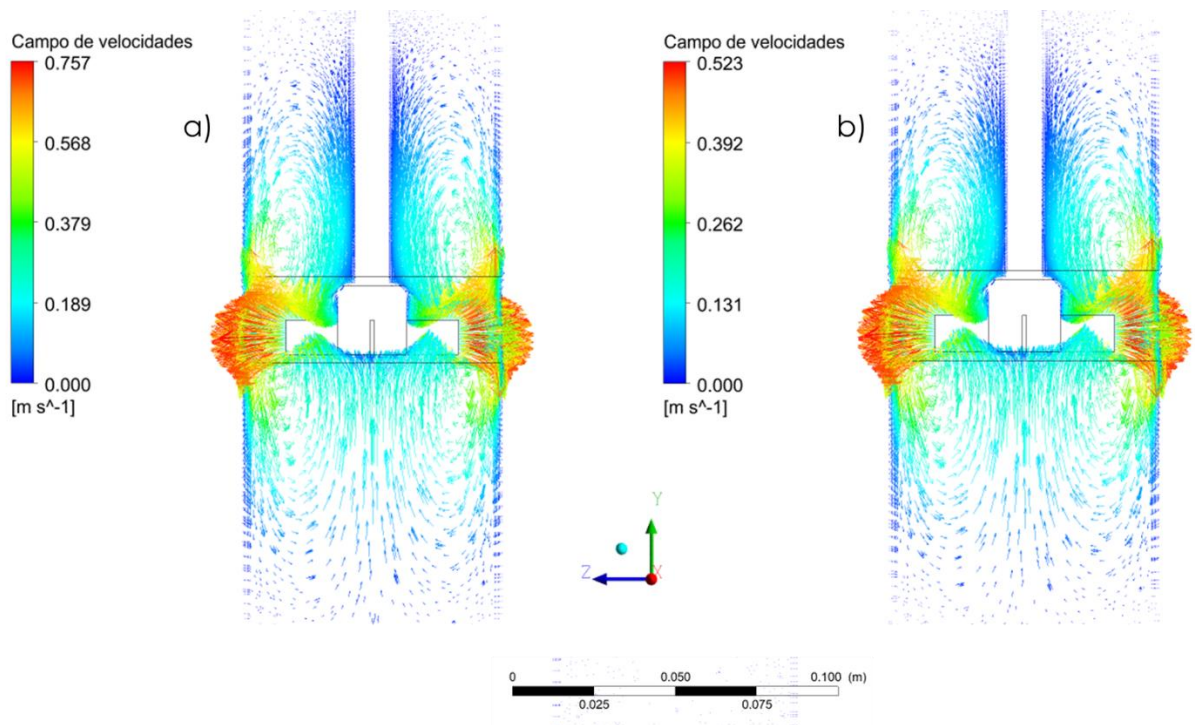 Campo de velocidades
0.757
0.568
0.379
0.189
0.000
[m s^-1]
a)
Campo de velocidades
0.523
0.392
0.262
0.131
0.000
[m s^-1]
b)
Y
Z
X
0
0.050
0.100 (m)
0.025
0.075